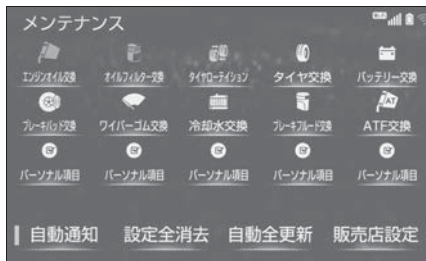 メンテナンス
エンジンオイル交換 オイルフィルター交換 タイヤローテイション タイヤ交換 バッテリー交換
ブレーキパッド交換 ワイパーゴム交換 冷却水交換 ブレーキフルード交換 ATF交換
パーソナル項目 パーソナル項目 パーソナル項目 パーソナル項目 パーソナル項目
自動通知 設定全消去 自動全更新 販売店設定